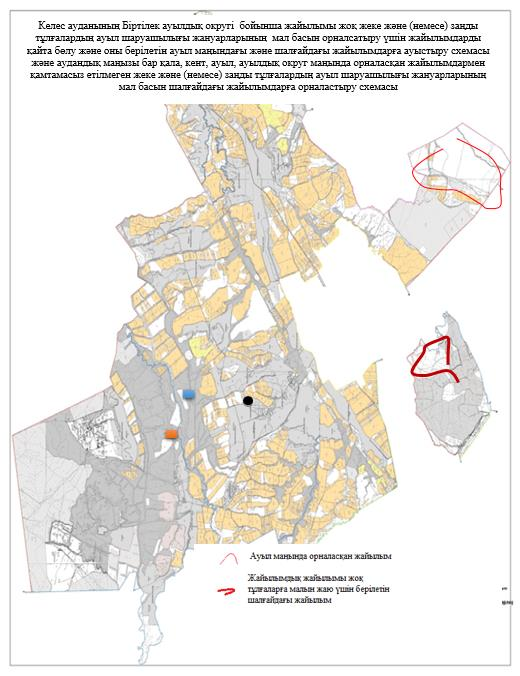 Келес ауданының Біртілек ауылдық округі бойынша жайылымы жоқ жеке және (немесе) заңды
тұлғалардың ауыл шаруашылығы жануарларының мал басын орналсатыру үшін жайылымдарды
қайта бөлу және оны берілетін ауыл маңындағы және шалғайдағы жайылымдарға ауыстыру схемасы
және аудандық маңызы бар қала, кент, ауыл, ауылдық округ маңында орналасқан жайылымдармен
қамтамасыз етілмеген жеке және (немесе) заңды тұлғалардың ауыл шаруашылығы жануарларының
мал басын шалғайдағы жайылымдарға орналастыру схемасы
Ауыл маңында орналасқан жайылым
Жайылымдық жайылымы жоқ
тұлғаларға малын жаю үшін берілетін
шалғайдағы жайылым